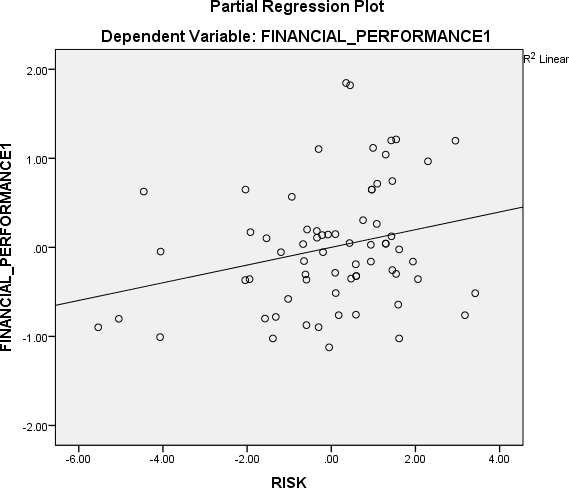 Partial Regression Plot
Dependent Variable: FINANCIAL_PERFORMANCE1
R2 Linear
FINANCIAL_PERFORMANCE1
2.00
1.00
.00
-1.00
-2.00
-6.00 -4.00 -2.00 .00 2.00 4.00
RISK